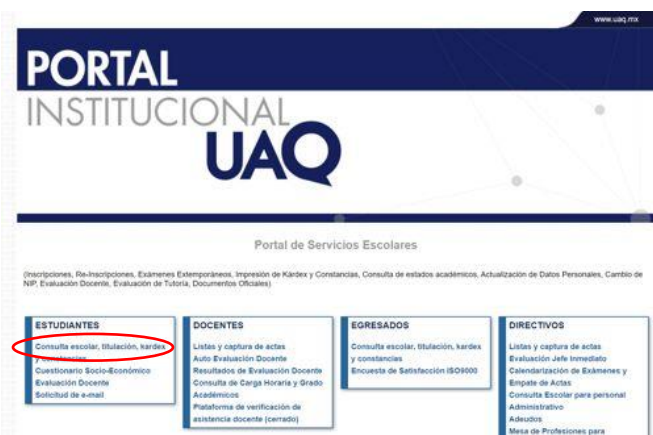 www.uaq.mx
PORTAL
INSTITUCIONAL
UAQ
Portal de Servicios Escolares
(Inscripciones, Re-Inscripciones, Exámenes Extemporáneos, Impresión de Kárdex y Constancias, Consulta de estados académicos, Actualización de Datos Personales, Cambio de
NIP, Evaluación Docente, Evaluación de Tutoría, Documentos Oficiales)
ESTUDIANTES
Consulta escolar, titulación, kardex
y constancias
Cuestionario Socio-Económico
Evaluación Docente
Solicitud de e-mail
DOCENTES
Listas y captura de actas
Auto Evaluación Docente
Resultados de Evaluación Docente
Consulta de Carga Horaria y Grado
Académicos
Plataforma de verificación de
asistencia docente (cerrado)
EGRESADOS
Consulta escolar, titulación, kardex
y constancias
Encuesta de Satisfacción ISO9000
DIRECTIVOS
Listas y captura de actas
Evaluación Jefe Inmediato
Calendarización de Exámenes y
Empate de Actas
Consulta Escolar para personal
Administrativo
Adeudos
Mesa de Profesiones para